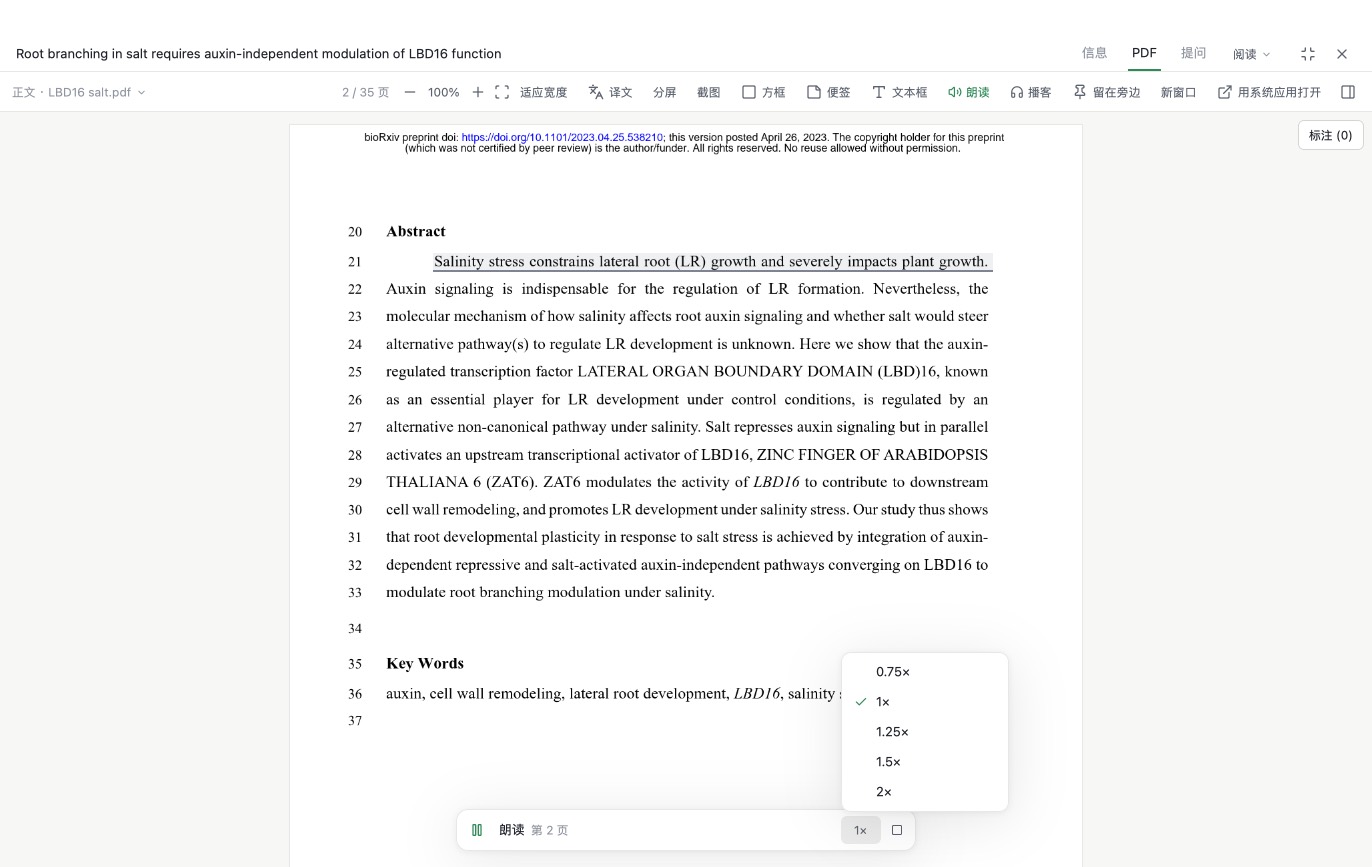 Root branching in salt requires auxin-independent modulation of LBD16 function
信息 PDF 提问 阅读
正文 · LBD16 salt.pdf
2 / 35 页 100% 适应宽度 译文 分屏 截图 方框 便签 文本框 朗读 播客 留在旁边 新窗口 用系统应用打开
标注 (0)
bioRxiv preprint doi: https://doi.org/10.1101/2023.04.25.538210; this version posted April 26, 2023. The copyright holder for this preprint
(which was not certified by peer review) is the author/funder. All rights reserved. No reuse allowed without permission.
20 Abstract
21 Salinity stress constrains lateral root (LR) growth and severely impacts plant growth.
22 Auxin signaling is indispensable for the regulation of LR formation. Nevertheless, the
23 molecular mechanism of how salinity affects root auxin signaling and whether salt would steer
24 alternative pathway(s) to regulate LR development is unknown. Here we show that the auxin-
25 regulated transcription factor LATERAL ORGAN BOUNDARY DOMAIN (LBD)16, known
26 as an essential player for LR development under control conditions, is regulated by an
27 alternative non-canonical pathway under salinity. Salt represses auxin signaling but in parallel
28 activates an upstream transcriptional activator of LBD16, ZINC FINGER OF ARABIDOPSIS
29 THALIANA 6 (ZAT6). ZAT6 modulates the activity of LBD16 to contribute to downstream
30 cell wall remodeling, and promotes LR development under salinity stress. Our study thus shows
31 that root developmental plasticity in response to salt stress is achieved by integration of auxin-
32 dependent repressive and salt-activated auxin-independent pathways converging on LBD16 to
33 modulate root branching modulation under salinity.
34
35 Key Words
36 auxin, cell wall remodeling, lateral root development, LBD16, salinity
37
0.75×
1×
1.25×
1.5×
2×
朗读 第 2 页 1×